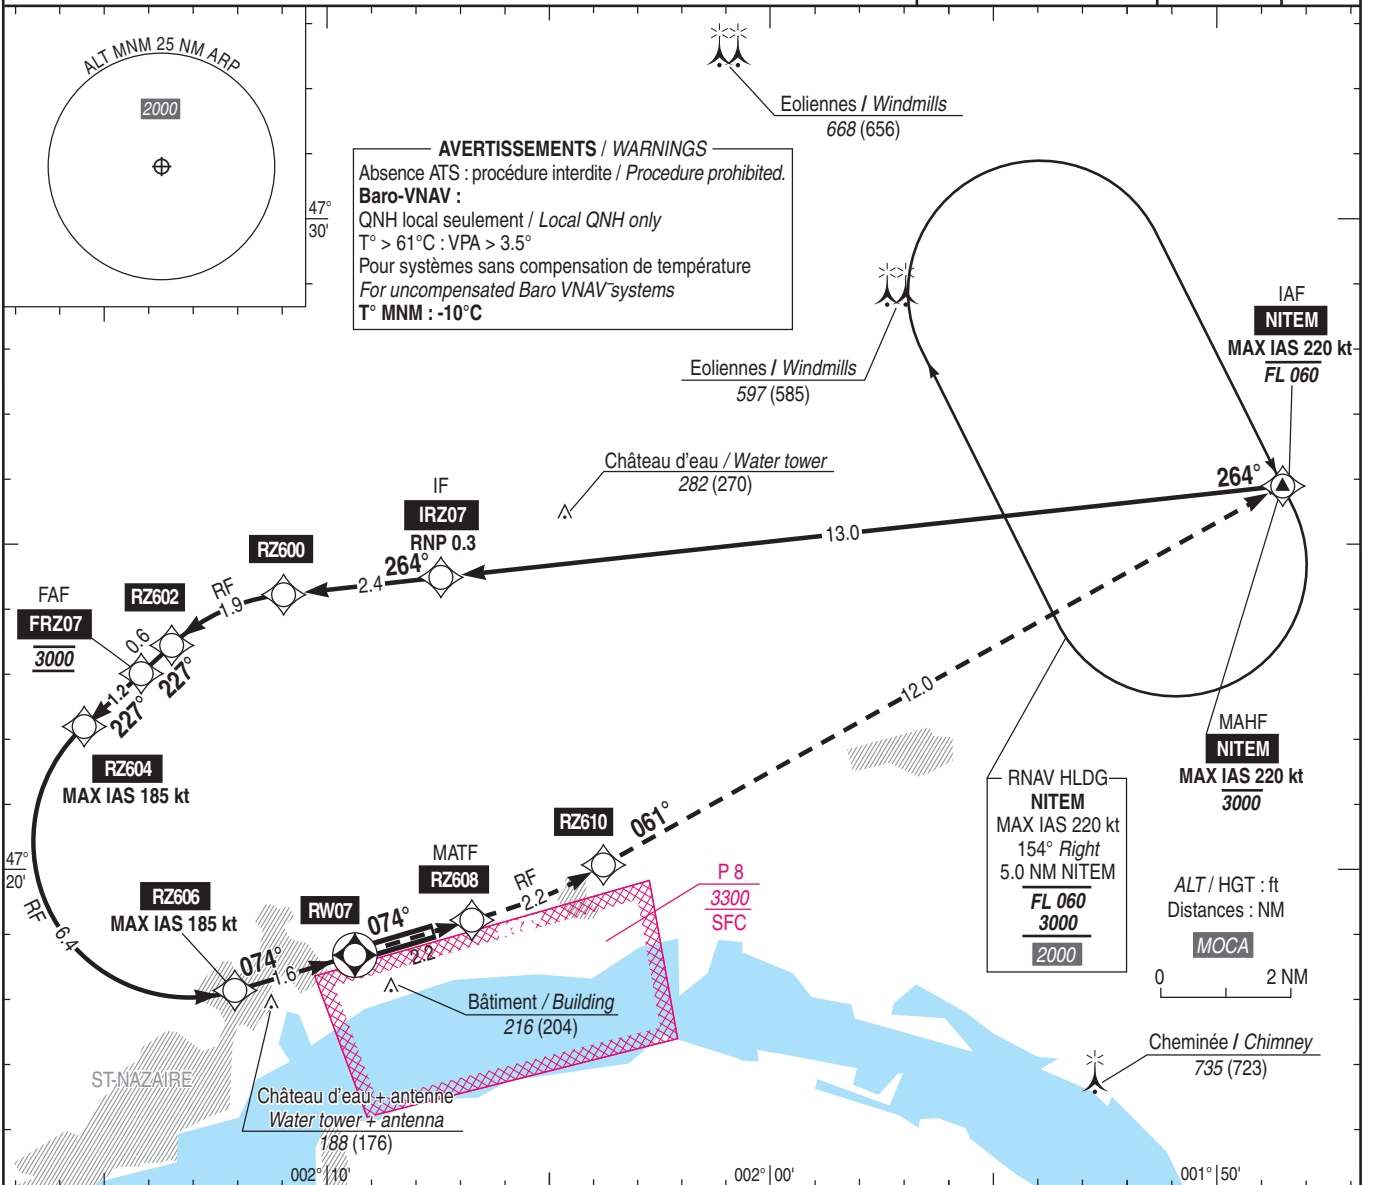 ALT MNM 25 NM ARP
2000
47°
30'
Eoliennes / Windmills
668 (656)
AVERTISSEMENTS / WARNINGS
Absence ATS : procédure interdite / Procedure prohibited.
Baro-VNAV :
QNH local seulement / Local QNH only
T° > 61°C : VPA > 3.5°
Pour systèmes sans compensation de température
For uncompensated Baro VNAV systems
T° MNM : -10°C
Eoliennes / Windmills
597 (585)
IAF
NITEM
MAX IAS 220 kt
FL 060
Château d'eau / Water tower
282 (270)
264°
13.0
IF
IRZ07
RNP 0.3
264°
2.4
RZ600
RF
1.9
RZ602
FAF
FRZ07
3000
0.6
227°
1.2
227°
RZ604
MAX IAS 185 kt
RF
6.4
12.0
MAHF
NITEM
MAX IAS 220 kt
3000
RNAV HLDG
NITEM
MAX IAS 220 kt
154° Right
5.0 NM NITEM
FL 060
3000
2000
ALT / HGT : ft
Distances : NM
MOCA
0 2 NM
061°
RZ610
MATF
RZ608
RF
2.2
47°
20'
RZ606
MAX IAS 185 kt
RW07
074°
2.2
074°
1.6
P 8
3300
SFC
Bâtiment / Building
216 (204)
Cheminée / Chimney
735 (723)
ST-NAZAIRE
Château d'eau + antenne
Water tower + antenna
188 (176)
002° 10'
002° 00'
001° 50'